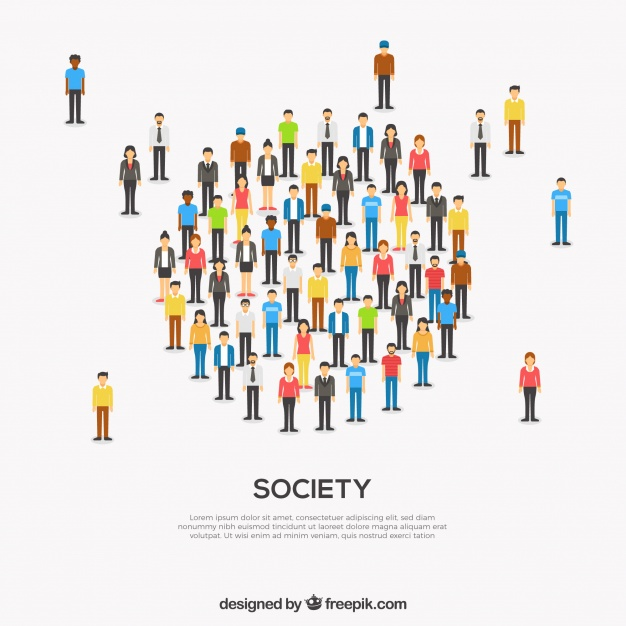 SOCIETY
Lorem ipsum dolor sit amet, consectetuer adipiscing elit, sed diam
nonummy nibh euismod tincidunt ut laoreet dolore magna aliquam erat
volutpat. Ut wisi enim ad minim veniam, quis nostrud exerci tation
designed by freepik.com